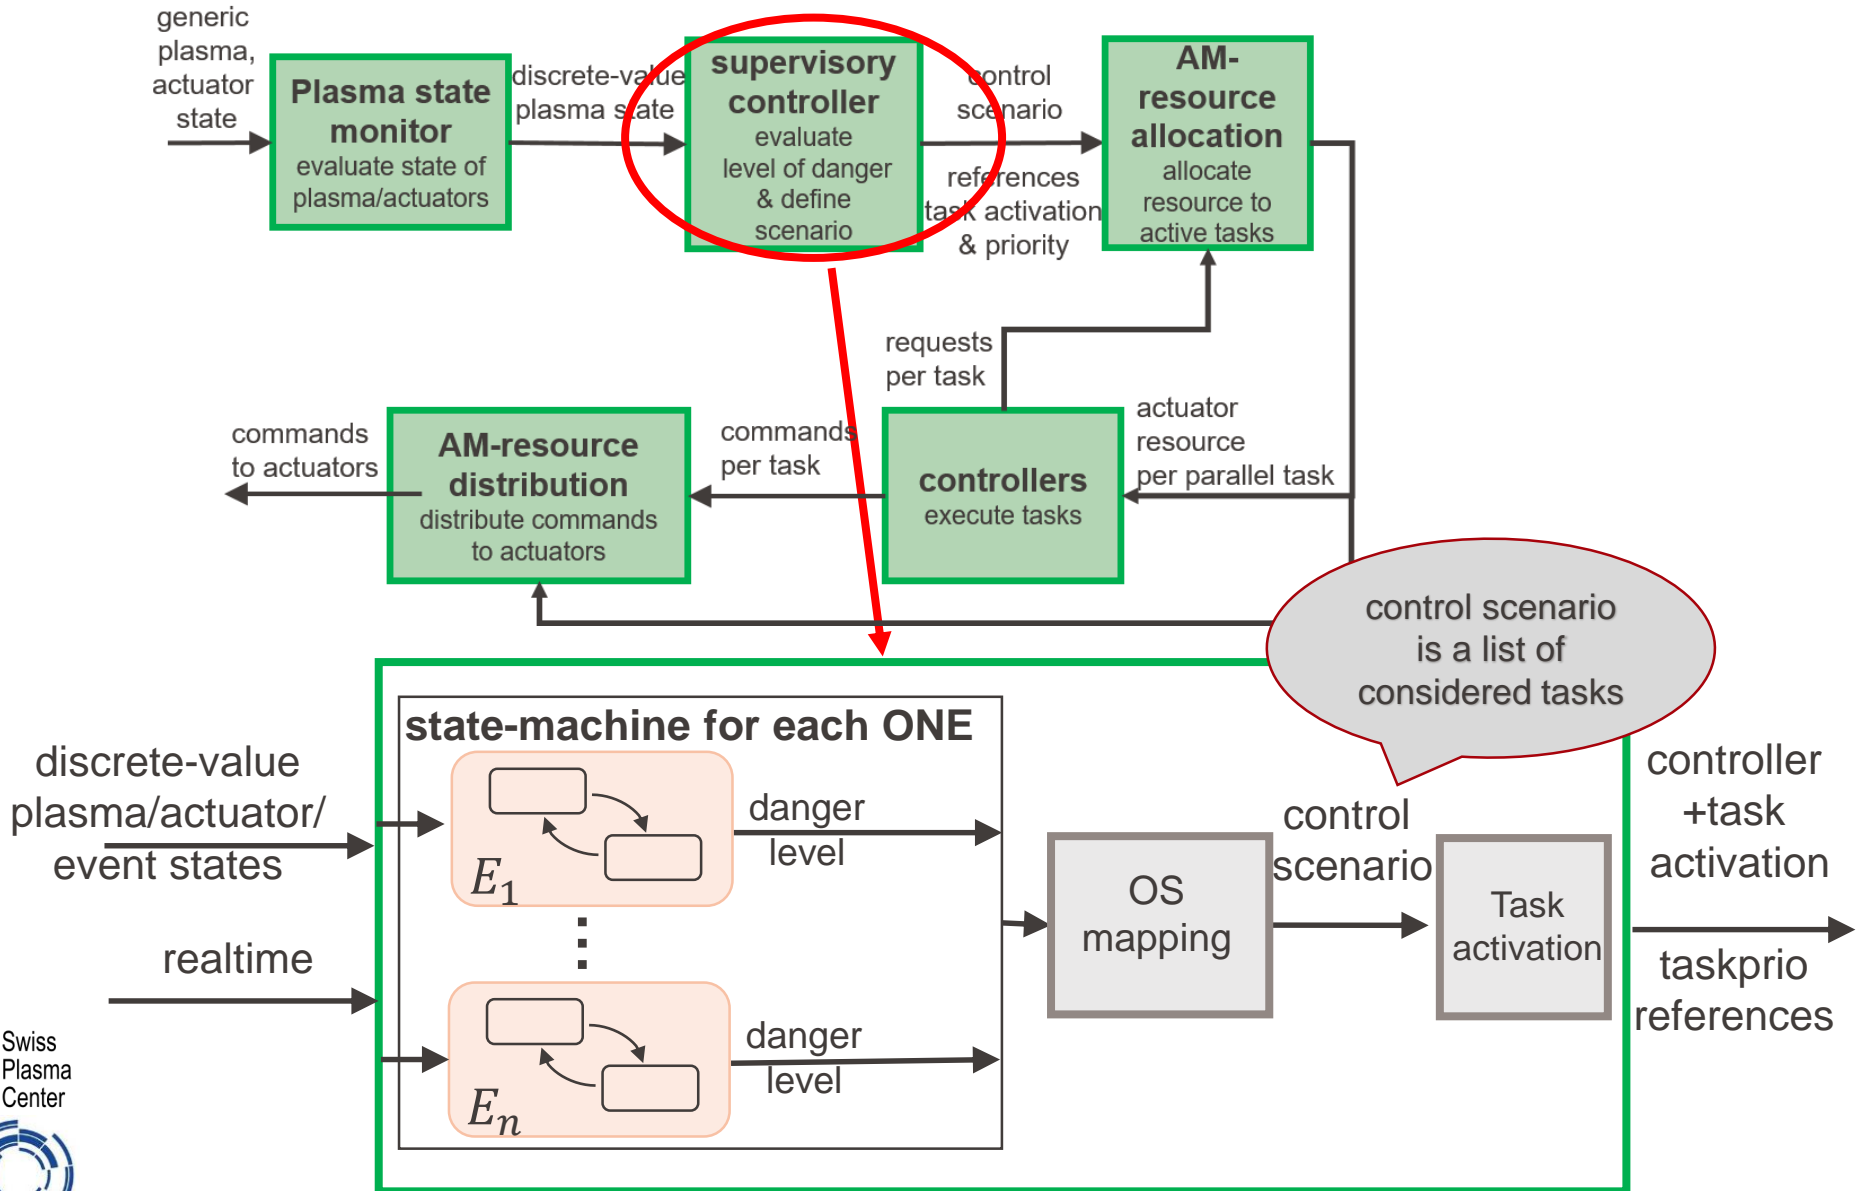 generic
plasma,
actuator
state
Plasma state
monitor
evaluate state of
plasma/actuators
discrete-value
plasma state
supervisory
controller
evaluate
level of danger
& define
scenario
control
scenario
references
task activation
& priority
AM-
resource
allocation
allocate
resource to
active tasks
requests
per task
actuator
resource
per parallel task
controllers
execute tasks
commands
per task
AM-resource
distribution
distribute commands
to actuators
commands
to actuators
control scenario
is a list of
considered tasks
state-machine for each ONE
discrete-value
plasma/actuator/
event states
realtime
E₁
danger
level
⋮
Eₙ
danger
level
OS
mapping
control
scenario
Task
activation
controller
+task
activation
taskprio
references
Swiss
Plasma
Center